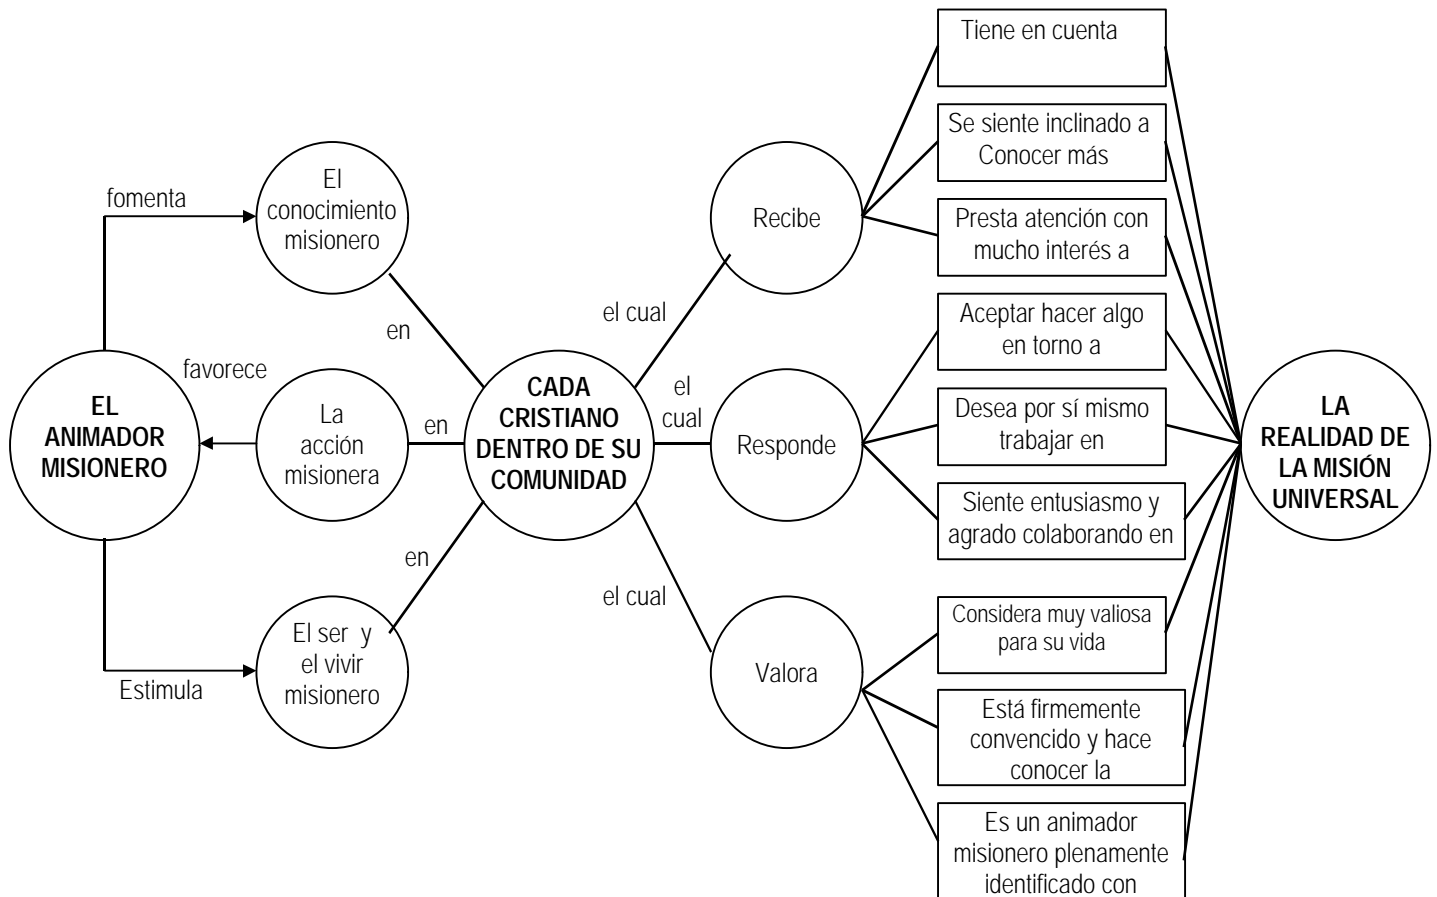 fomenta
El
conocimiento
misionero
en
EL
ANIMADOR
MISIONERO
favorece
La
acción
misionera
en
Estimula
El ser y
el vivir
misionero
en
CADA
CRISTIANO
DENTRO DE SU
COMUNIDAD
el cual
Recibe
el
cual
Responde
el cual
Valora
Tiene en cuenta
Se siente inclinado a
Conocer más
Presta atención con
mucho interés a
Aceptar hacer algo
en torno a
Desea por sí mismo
trabajar en
Siente entusiasmo y
agrado colaborando en
Considera muy valiosa
para su vida
Está firmemente
convencido y hace
conocer la
Es un animador
misionero plenamente
identificado con
LA
REALIDAD DE
LA MISIÓN
UNIVERSAL